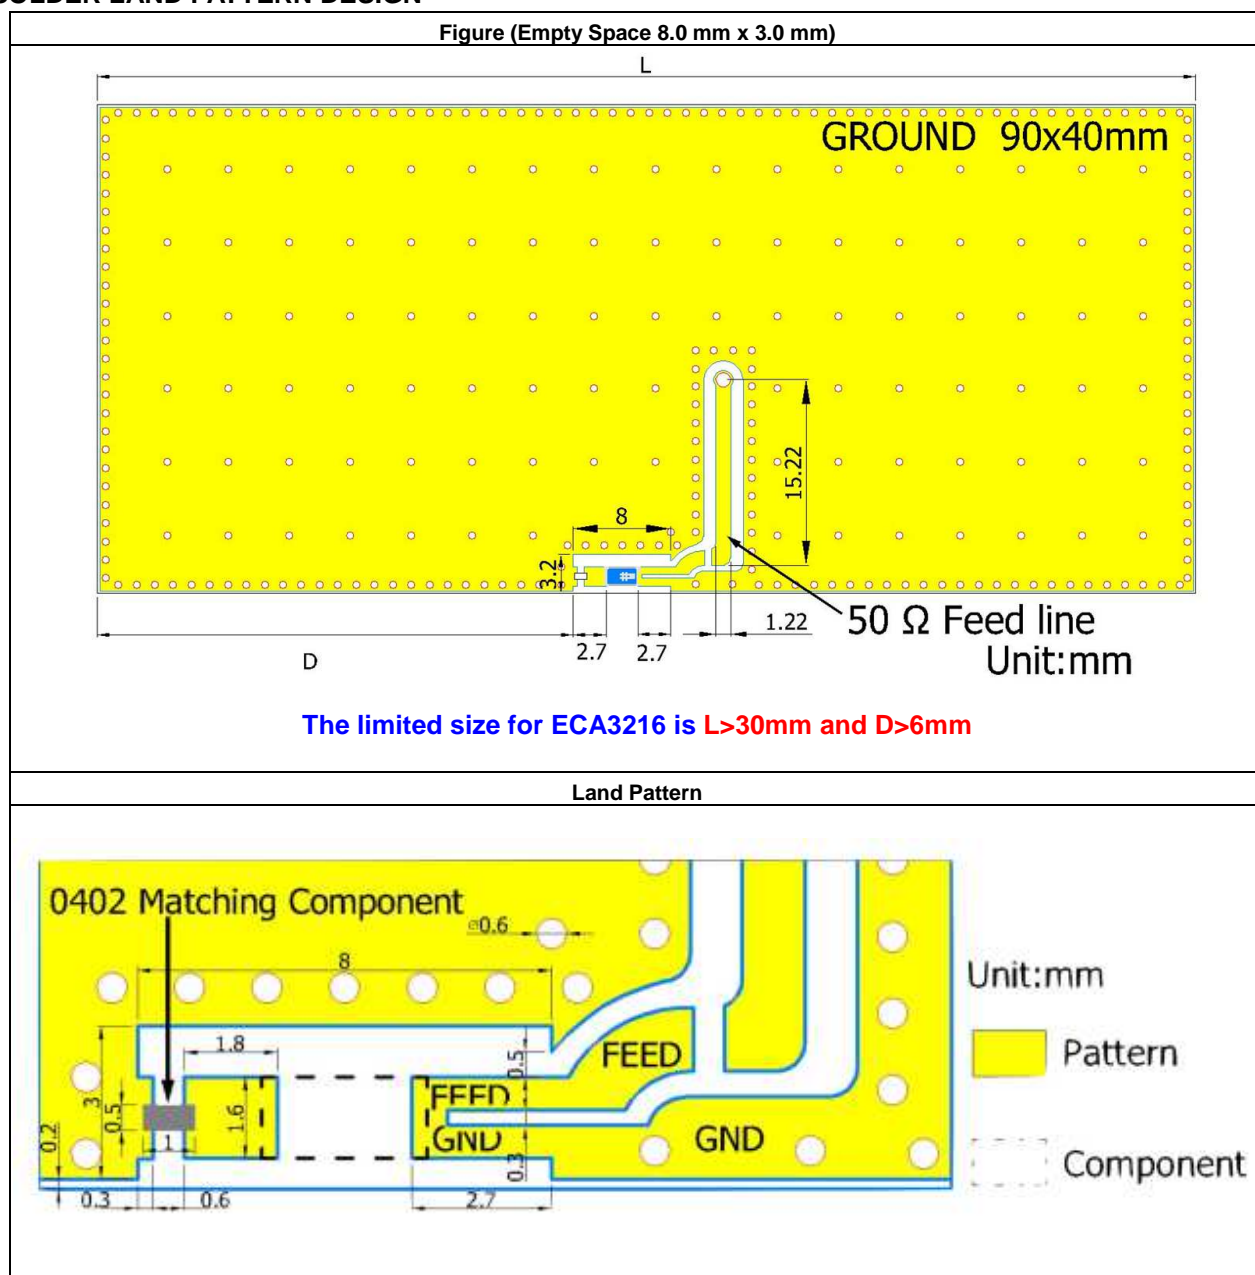 Figure (Empty Space 8.0 mm x 3.0 mm)
L
GROUND 90x40mm
15.22
8
3.2
1.22
50 Ω Feed line
2.7 2.7
Unit:mm
D
The limited size for ECA3216 is L>30mm and D>6mm
Land Pattern
0402 Matching Component
⌀0.6
8
Unit:mm
1.8
0.5
FEED
Pattern
3
0.5
1.6
FEED
GND
GND
0.2
1
0.3
Component
0.3 0.6 2.7